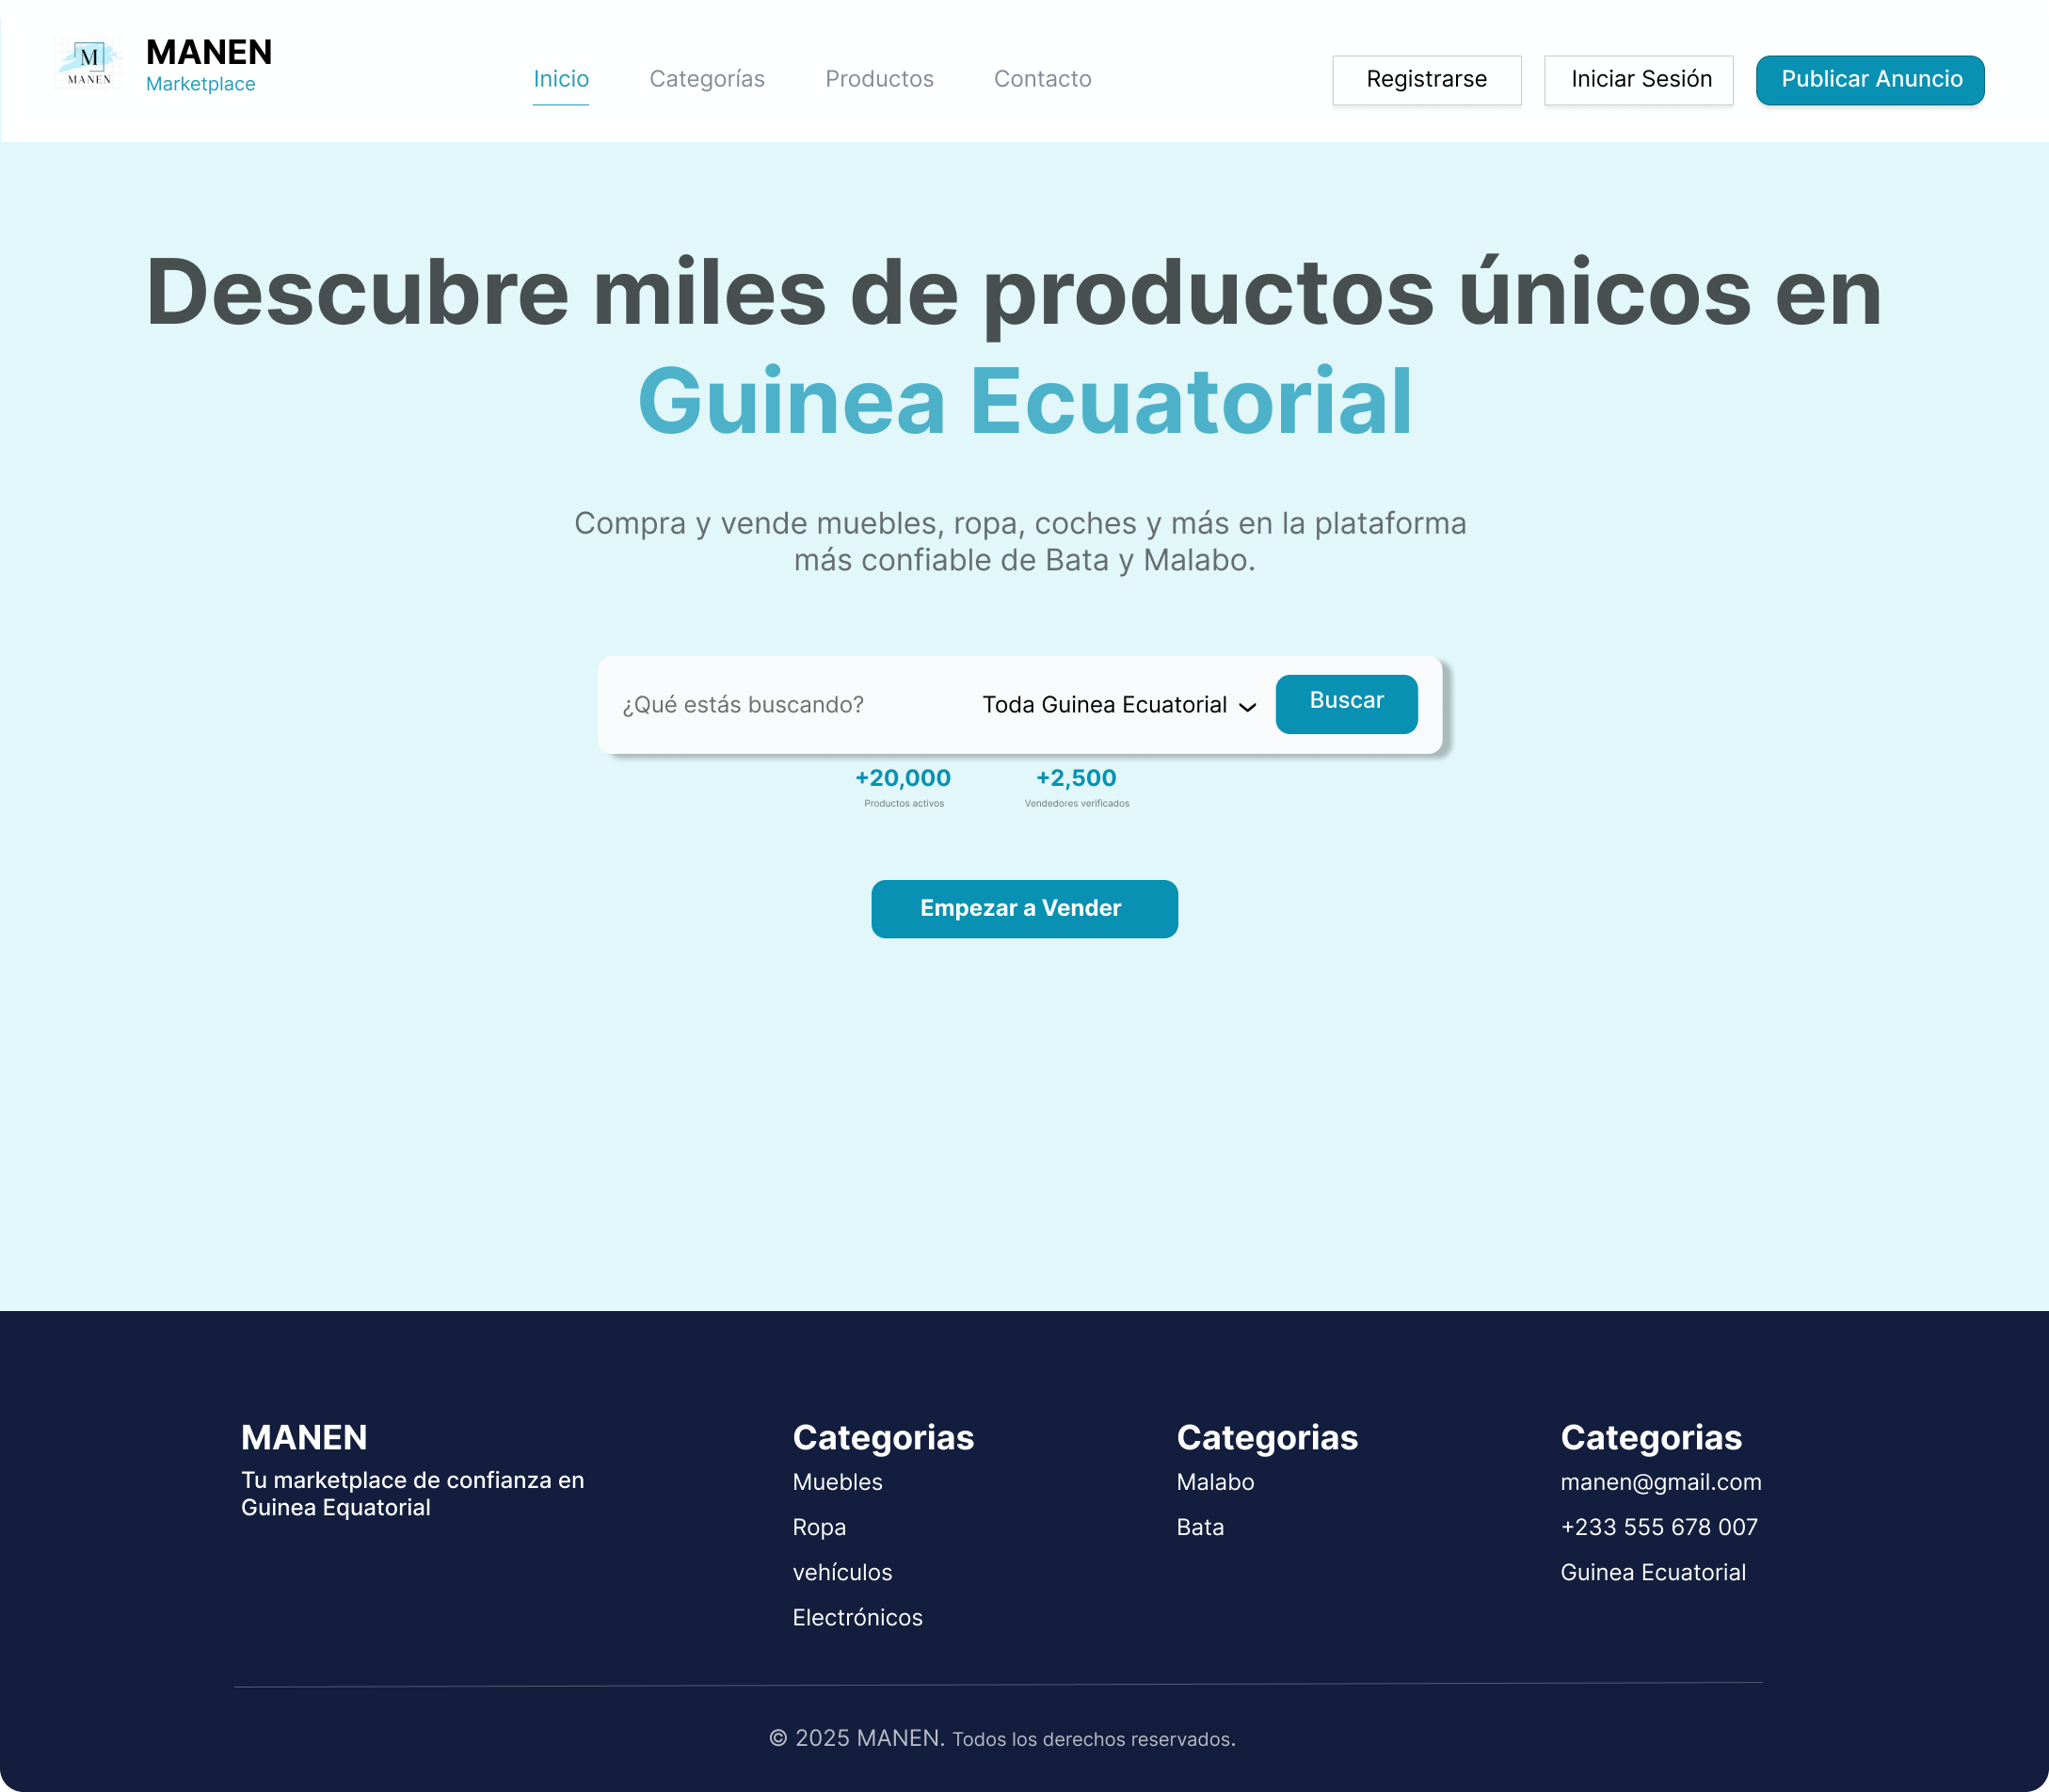 M
MANEN
MANEN
Marketplace
Inicio
Categorías
Productos
Contacto
Registrarse
Iniciar Sesión
Publicar Anuncio
Descubre miles de productos únicos en
Guinea Ecuatorial
Compra y vende muebles, ropa, coches y más en la plataforma
más confiable de Bata y Malabo.
¿Qué estás buscando?
Toda Guinea Ecuatorial
Buscar
+20,000
Productos activos
+2,500
Vendedores verificados
Empezar a Vender
MANEN
Tu marketplace de confianza en
Guinea Equatorial
Categorias
Muebles
Ropa
vehículos
Electrónicos
Categorias
Malabo
Bata
Categorias
manen@gmail.com
+233 555 678 007
Guinea Ecuatorial
© 2025 MANEN. Todos los derechos reservados.